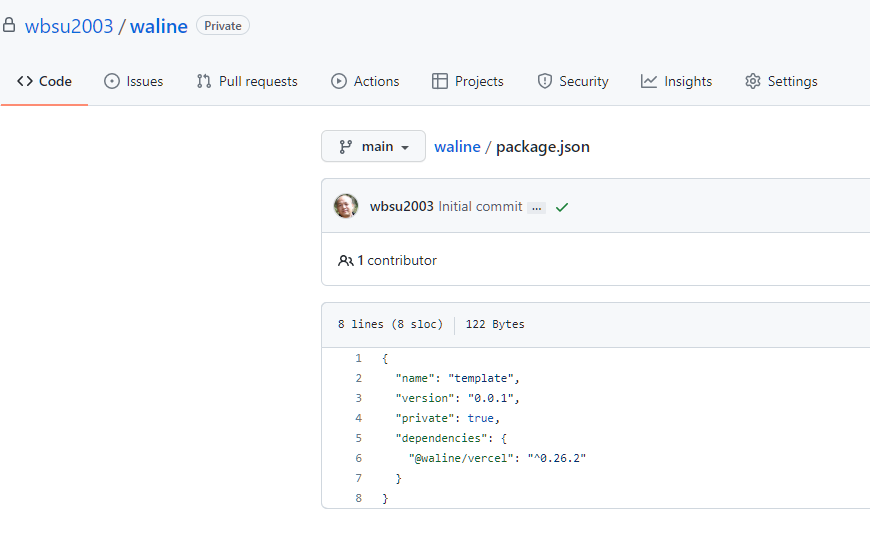 wbsu2003 / waline Private
Code Issues Pull requests Actions Projects Security Insights Settings
main waline / package.json
wbsu2003 Initial commit ...
1 contributor
8 lines (8 sloc) 122 Bytes
1 {
2 "name": "template",
3 "version": "0.0.1",
4 "private": true,
5 "dependencies": {
6 "@waline/vercel": "^0.26.2"
7 }
8 }